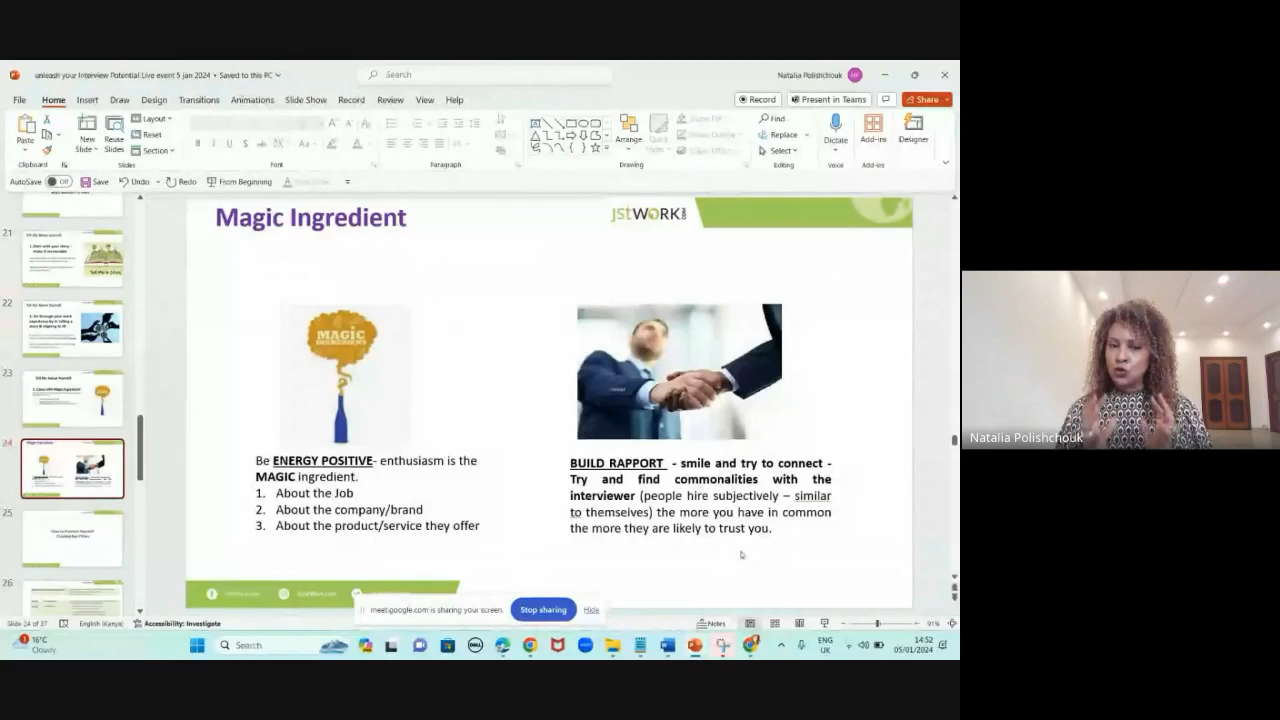 unleash your Interview Potential Live event 5 jan 2024 • Saved to this PC
Search
Natalia Polishchouk
File Home Insert Draw Design Transitions Animations Slide Show Record Review View Help
Record
Present in Teams
Share
Paste
New Slide
Reuse Slides
Layout
Reset
Section
Arrange
Find
Replace
Select
Dictate
Add-ins
Designer
Clipboard
Slides
Font
Paragraph
Drawing
Editing
Voice
Add-ins
AutoSave Off Save Undo Redo From Beginning
21
22
23
24
25
26
Magic Ingredient
JSTWORK.COM
MAGIC
Be ENERGY POSITIVE- enthusiasm is the
MAGIC ingredient.
1. About the Job
2. About the company/brand
3. About the product/service they offer
BUILD RAPPORT - smile and try to connect -
Try and find commonalities with the
interviewer (people hire subjectively – similar
to themselves) the more you have in common
the more they are likely to trust you.
meet.google.com is sharing your screen.
Stop sharing
Hide
Slide 24 of 37
English (Kenya)
Accessibility: Investigate
Notes
91%
16°C
Cloudy
Search
DELL
ENG
UK
14:52
05/01/2024
Natalia Polishchouk